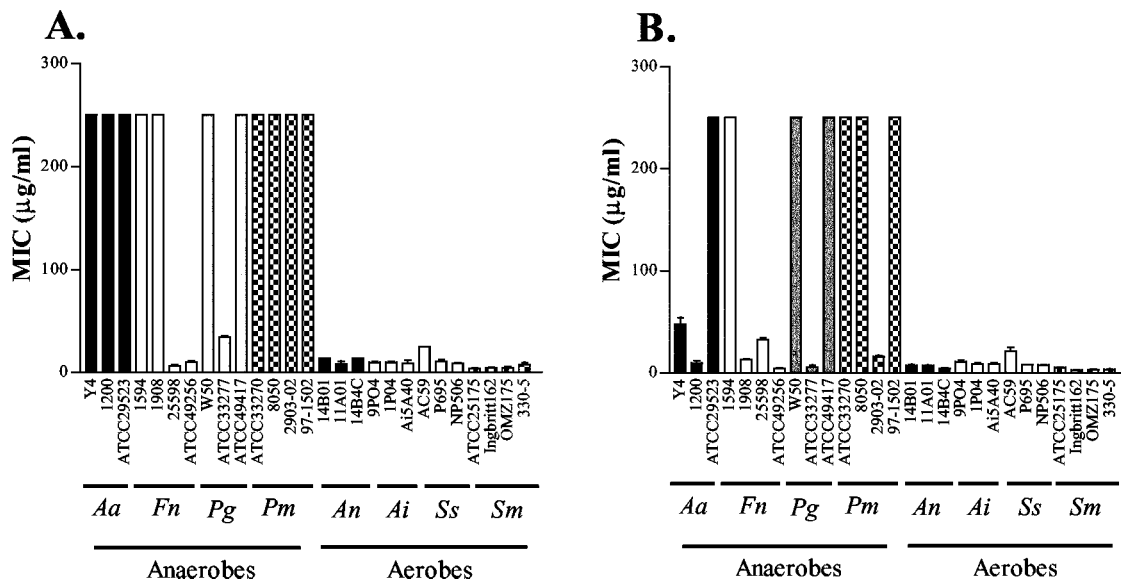 A.
MIC (μg/ml)
300
200
100
0
Y4
1200
ATCC29523
1594
1908
25598
ATCC49256
W50
ATCC33277
ATCC49417
ATCC33270
8050
2903-02
97-1502
14B01
11A01
14B4C
9PO4
1P04
Ai5A40
AC59
P695
NP506
ATCC25175
Ingbritt162
OMZ175
330-5
Aa Fn Pg Pm An Ai Ss Sm
Anaerobes Aerobes
B.
MIC (μg/ml)
300
200
100
0
Y4
1200
ATCC29523
1594
1908
25598
ATCC49256
W50
ATCC33277
ATCC49417
ATCC33270
8050
2903-02
97-1502
14B01
11A01
14B4C
9PO4
1P04
Ai5A40
AC59
P695
NP506
ATCC25175
Ingbritt162
OMZ175
330-5
Aa Fn Pg Pm An Ai Ss Sm
Anaerobes Aerobes